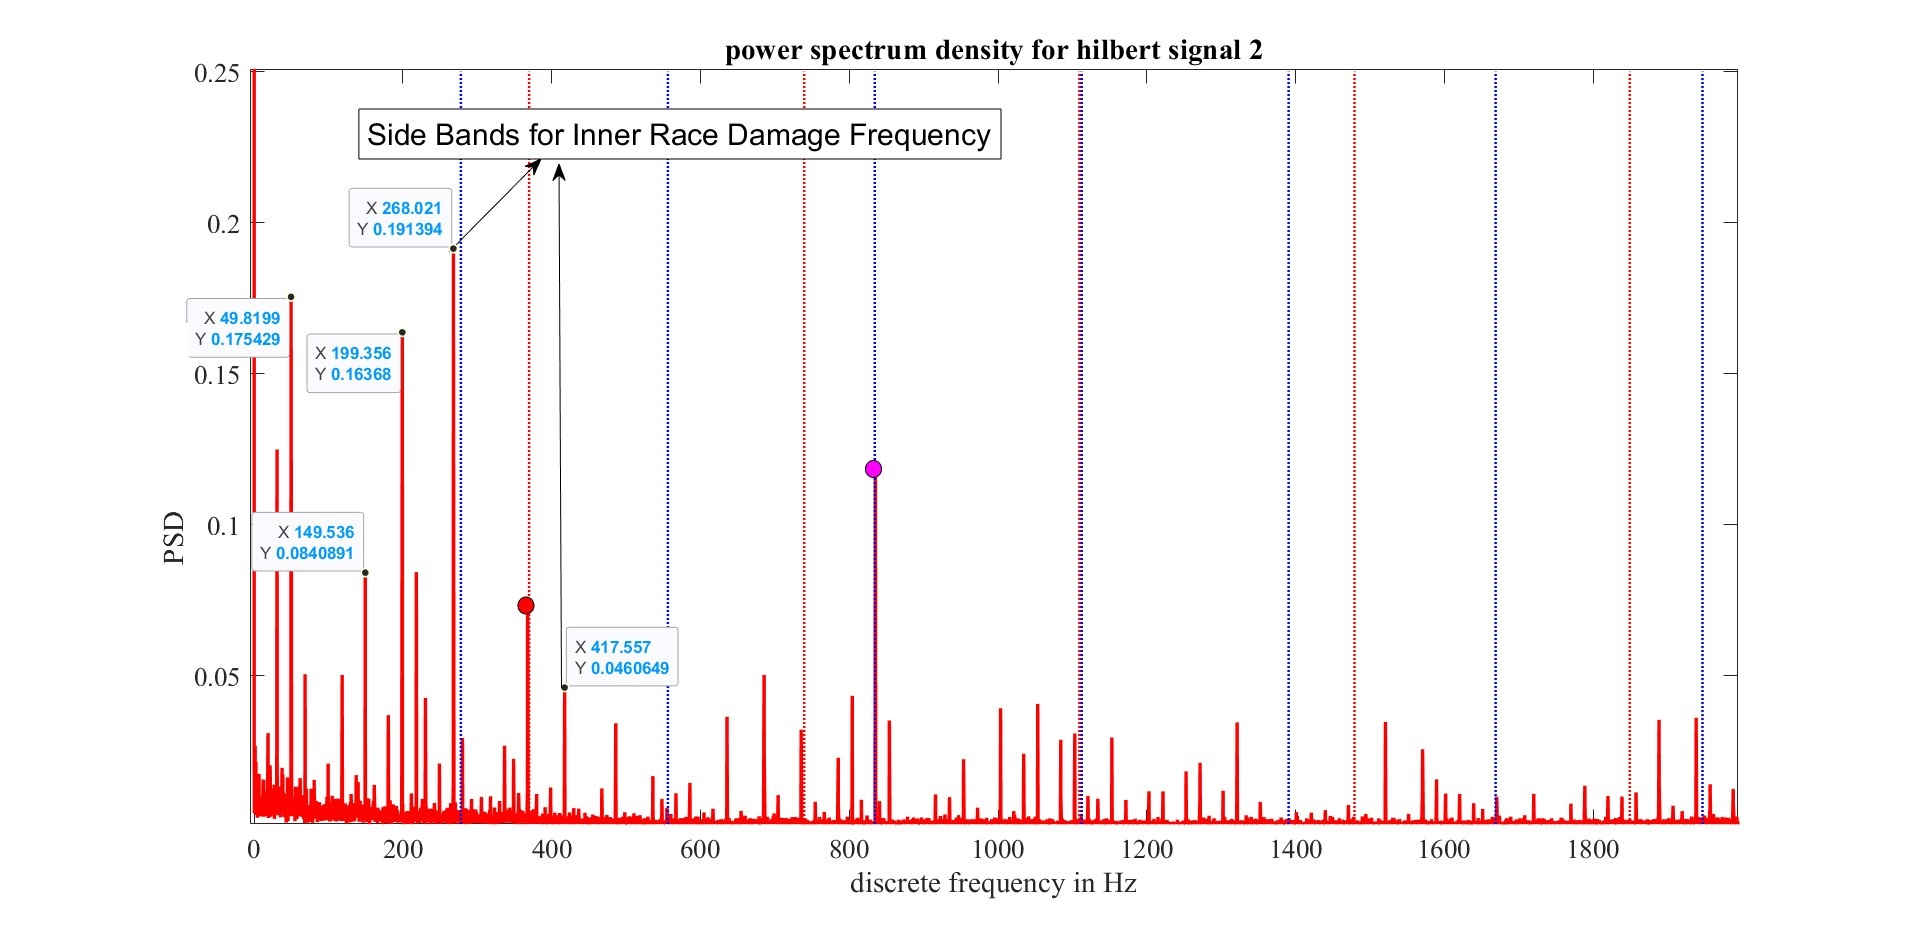 power spectrum density for hilbert signal 2
0.25
Side Bands for Inner Race Damage Frequency
X 268.021
Y 0.191394
0.2
X 49.8199
Y 0.175429
X 199.356
Y 0.16368
0.15
X 149.536
Y 0.0840891
0.1
PSD
X 417.557
Y 0.0460649
0.05
0 200 400 600 800 1000 1200 1400 1600 1800
discrete frequency in Hz